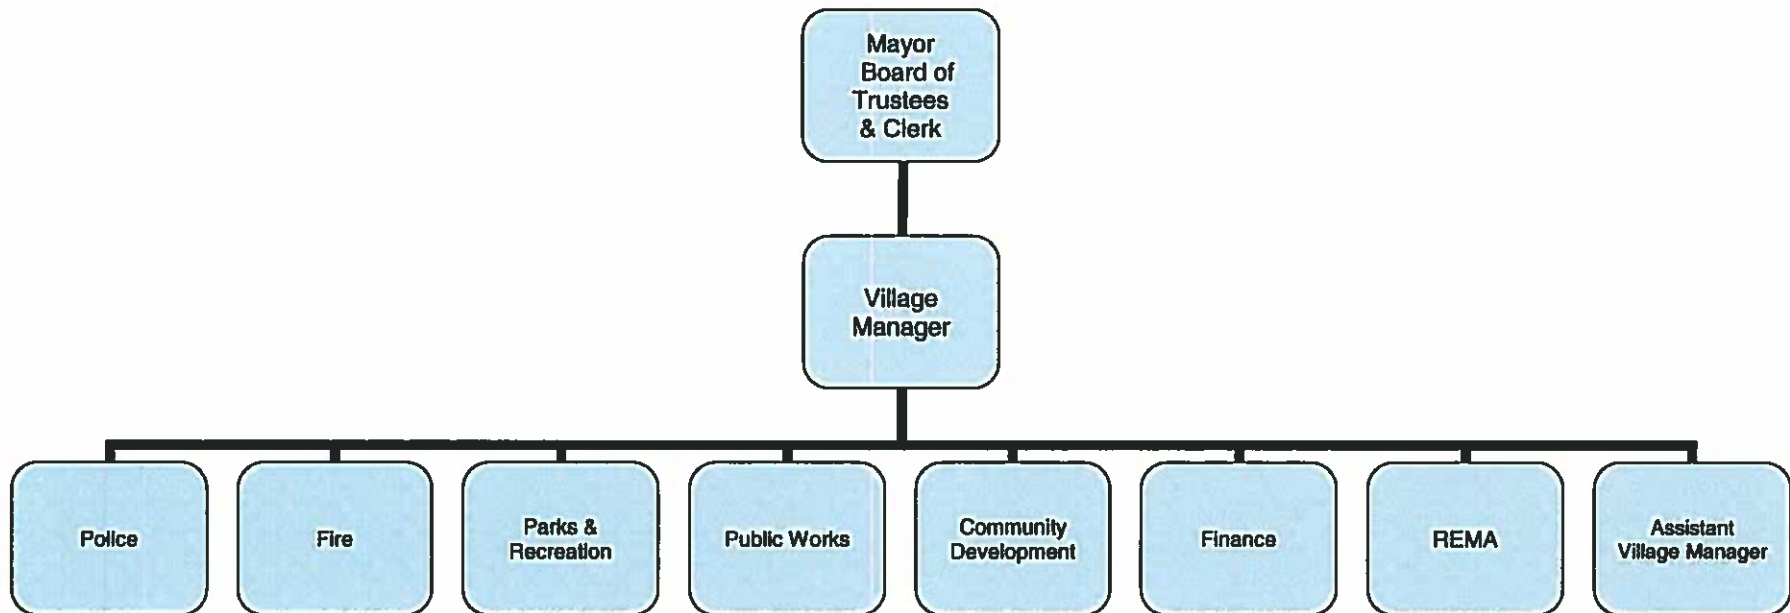 Mayor
Board of
Trustees
& Clerk
Village
Manager
Police
Fire
Parks &
Recreation
Public Works
Community
Development
Finance
REMA
Assistant
Village Manager